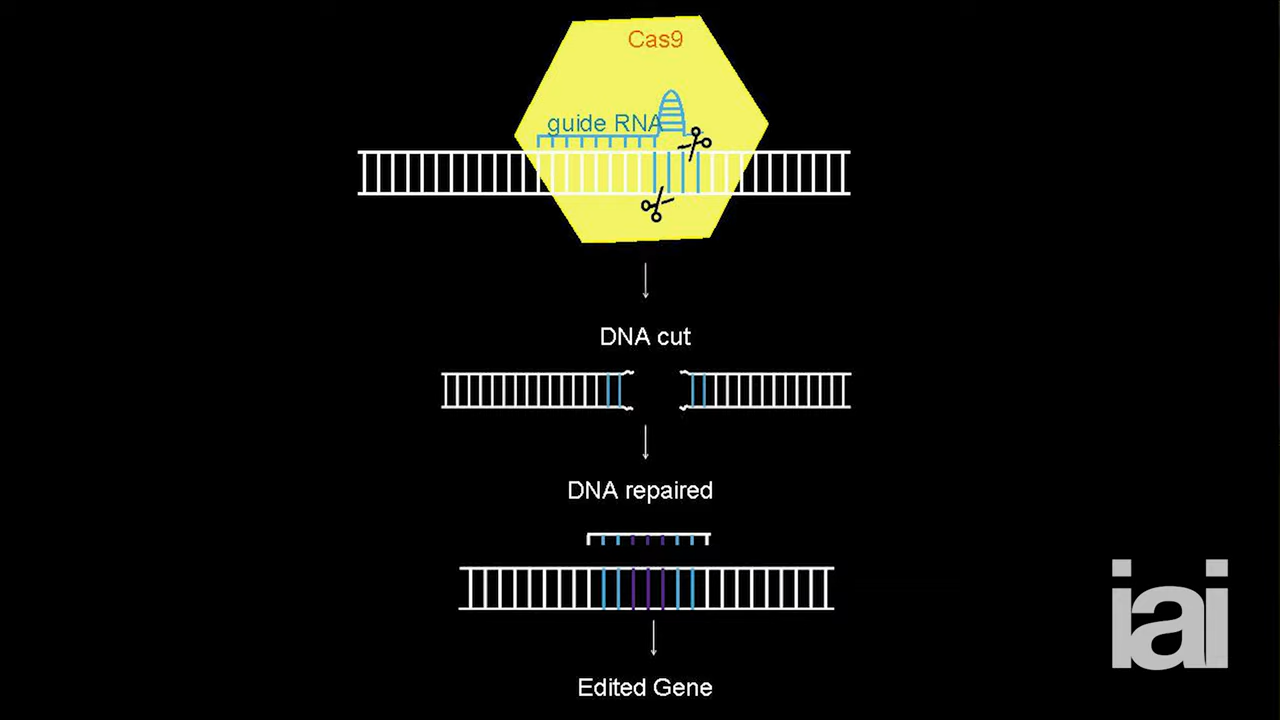 Cas9
guide RNA
DNA cut
DNA repaired
Edited Gene
iai